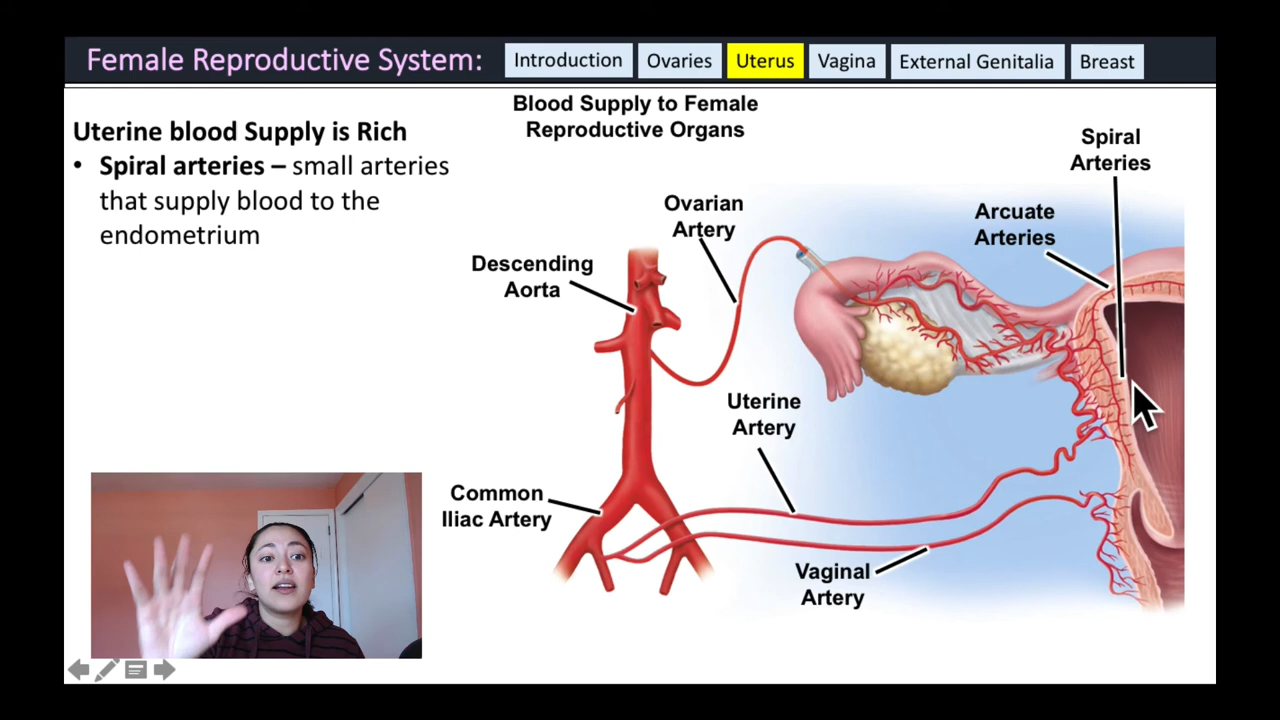 Female Reproductive System:
Introduction
Ovaries
Uterus
Vagina
External Genitalia
Breast
Uterine blood Supply is Rich
• Spiral arteries – small arteries
that supply blood to the
endometrium
Blood Supply to Female
Reproductive Organs
Spiral
Arteries
Ovarian
Artery
Arcuate
Arteries
Descending
Aorta
Uterine
Artery
Common
Iliac Artery
Vaginal
Artery